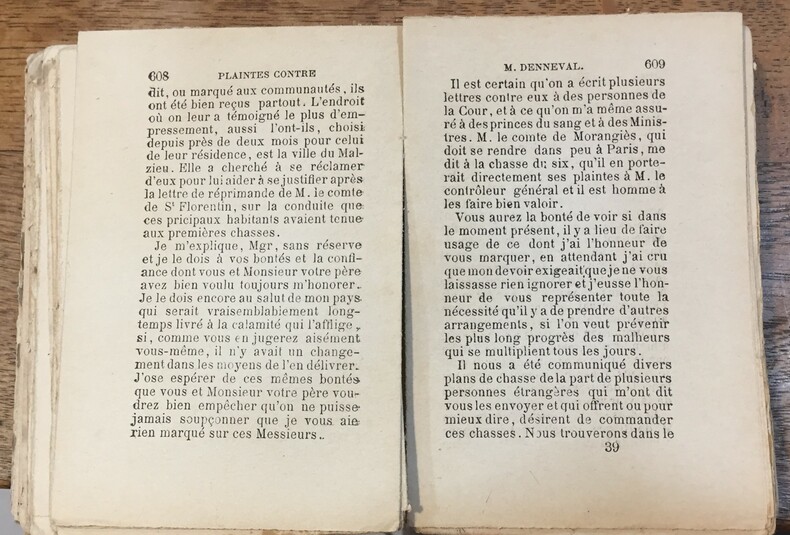 608 PLAINTES CONTRE
dit, ou marqué aux communautés, ils
ont été bien reçus partout. L'endroit
où on leur a témoigné le plus d'em-
pressement, aussi l'ont-ils, choisi
depuis près de deux mois pour celui
de leur résidence, est la ville du Mal-
zieu. Elle a cherché à se réclamer
d'eux pour lui aider à se justifier après
la lettre de réprimande de M. le comte
de St Florentin, sur la conduite que
ces pricipaux habitants avaient tenue
aux premières chasses.
Je m'explique, Mgr, sans réserve
et je le dois à vos bontés et la confi-
ance dont vous et Monsieur votre père
avez bien voulu toujours m'honorer.
Je le dois encore au salut de mon pays
qui serait vraisemblablement long-
temps livré à la calamité qui l'afflige,
si, comme vous en jugerez aisément
vous-même, il n'y avait un change-
ment dans les moyens de l'en délivrer.
J'ose espérer de ces mêmes bontés
que vous et Monsieur votre père vou-
drez bien empêcher qu'on ne puisse
jamais soupçonner que je vous aie
rien marqué sur ces Messieurs..
M. DENNEVAL. 609
Il est certain qu'on a écrit plusieurs
lettres contre eux à des personnes de
la Cour, et à ce qu'on m'a même assu-
ré à des princes du sang et à des Minis-
tres. M. le comte de Morangiès, qui
doit se rendre dans peu à Paris, me
dit à la chasse du six, qu'il en porte-
rait directement ses plaintes à M. le
contrôleur général et il est homme à
les faire bien valoir.
Vous aurez la bonté de voir si dans
le moment présent, il y a lieu de faire
usage de ce dont j'ai l'honneur de
vous marquer, en attendant j'ai cru
que mon devoir exigeait que je ne vous
laissasse rien ignorer et j'eusse l'hon-
neur de vous représenter toute la
nécessité qu'il y a de prendre d'autres
arrangements, si l'on veut prévenir
les plus long progrès des malheurs
qui se multiplient tous les jours.
Il nous a été communiqué divers
plans de chasse de la part de plusieurs
personnes étrangères qui m'ont dit
vous les envoyer et qui offrent ou pour
mieux dire, désirent de commander
ces chasses. Nous trouverons dans le
39